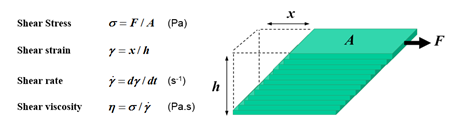 Shear Stress σ = F / A (Pa)
Shear strain γ = x / h
Shear rate γ̇ = dγ / dt (s⁻¹)
Shear viscosity η = σ / γ̇ (Pa.s)
x
A
F
h